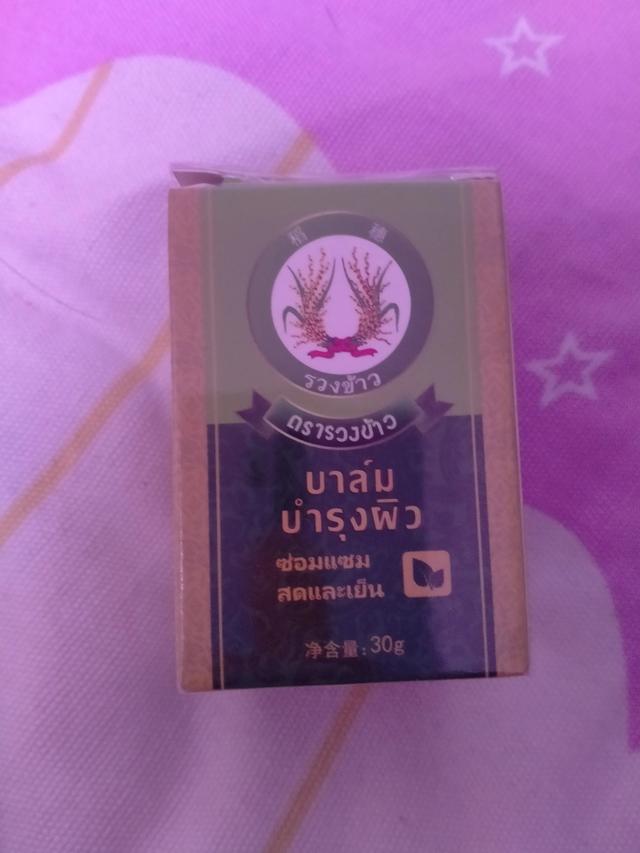 稻 穗
รวงข้าว
ตรารวงข้าว
บาล์ม
บำรุงผิว
ซ่อมแซม
สดและเย็น
净含量:30g